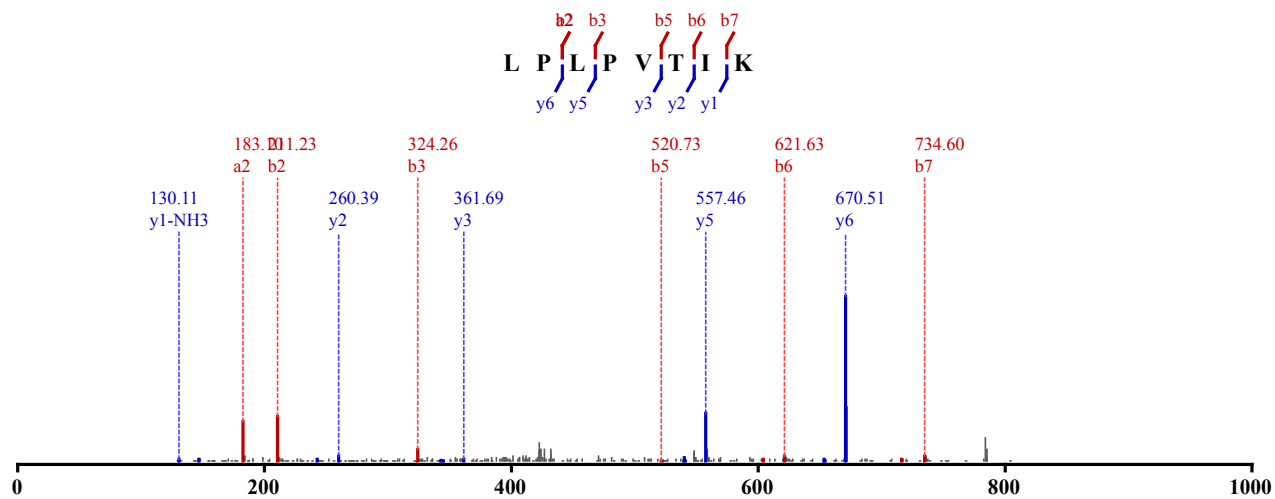 b2 b3 b5 b6 b7
L P L P V T I K
y6 y5 y3 y2 y1
183.10 211.23 324.26 520.73 621.63 734.60
a2 b2 b3 b5 b6 b7
130.11 260.39 361.69 557.46 670.51
y1-NH3 y2 y3 y5 y6
0 200 400 600 800 1000